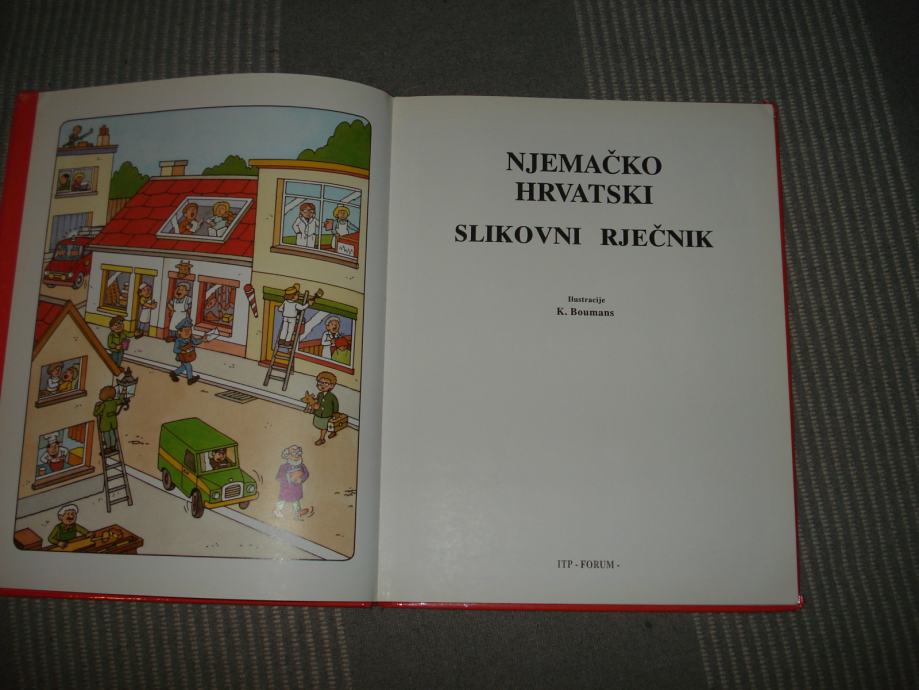 NJEMAČKO
HRVATSKI
SLIKOVNI RJEČNIK
Ilustracije
K. Boumans
ITP - FORUM -